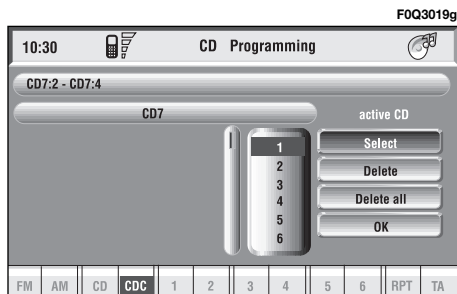 F0Q3019g
10:30 CD Programming
CD7:2 - CD7:4
CD7 active CD
1 Select
2 Delete
3
4 Delete all
5 OK
6
FM AM CD CDC 1 2 3 4 5 6 RPT TA